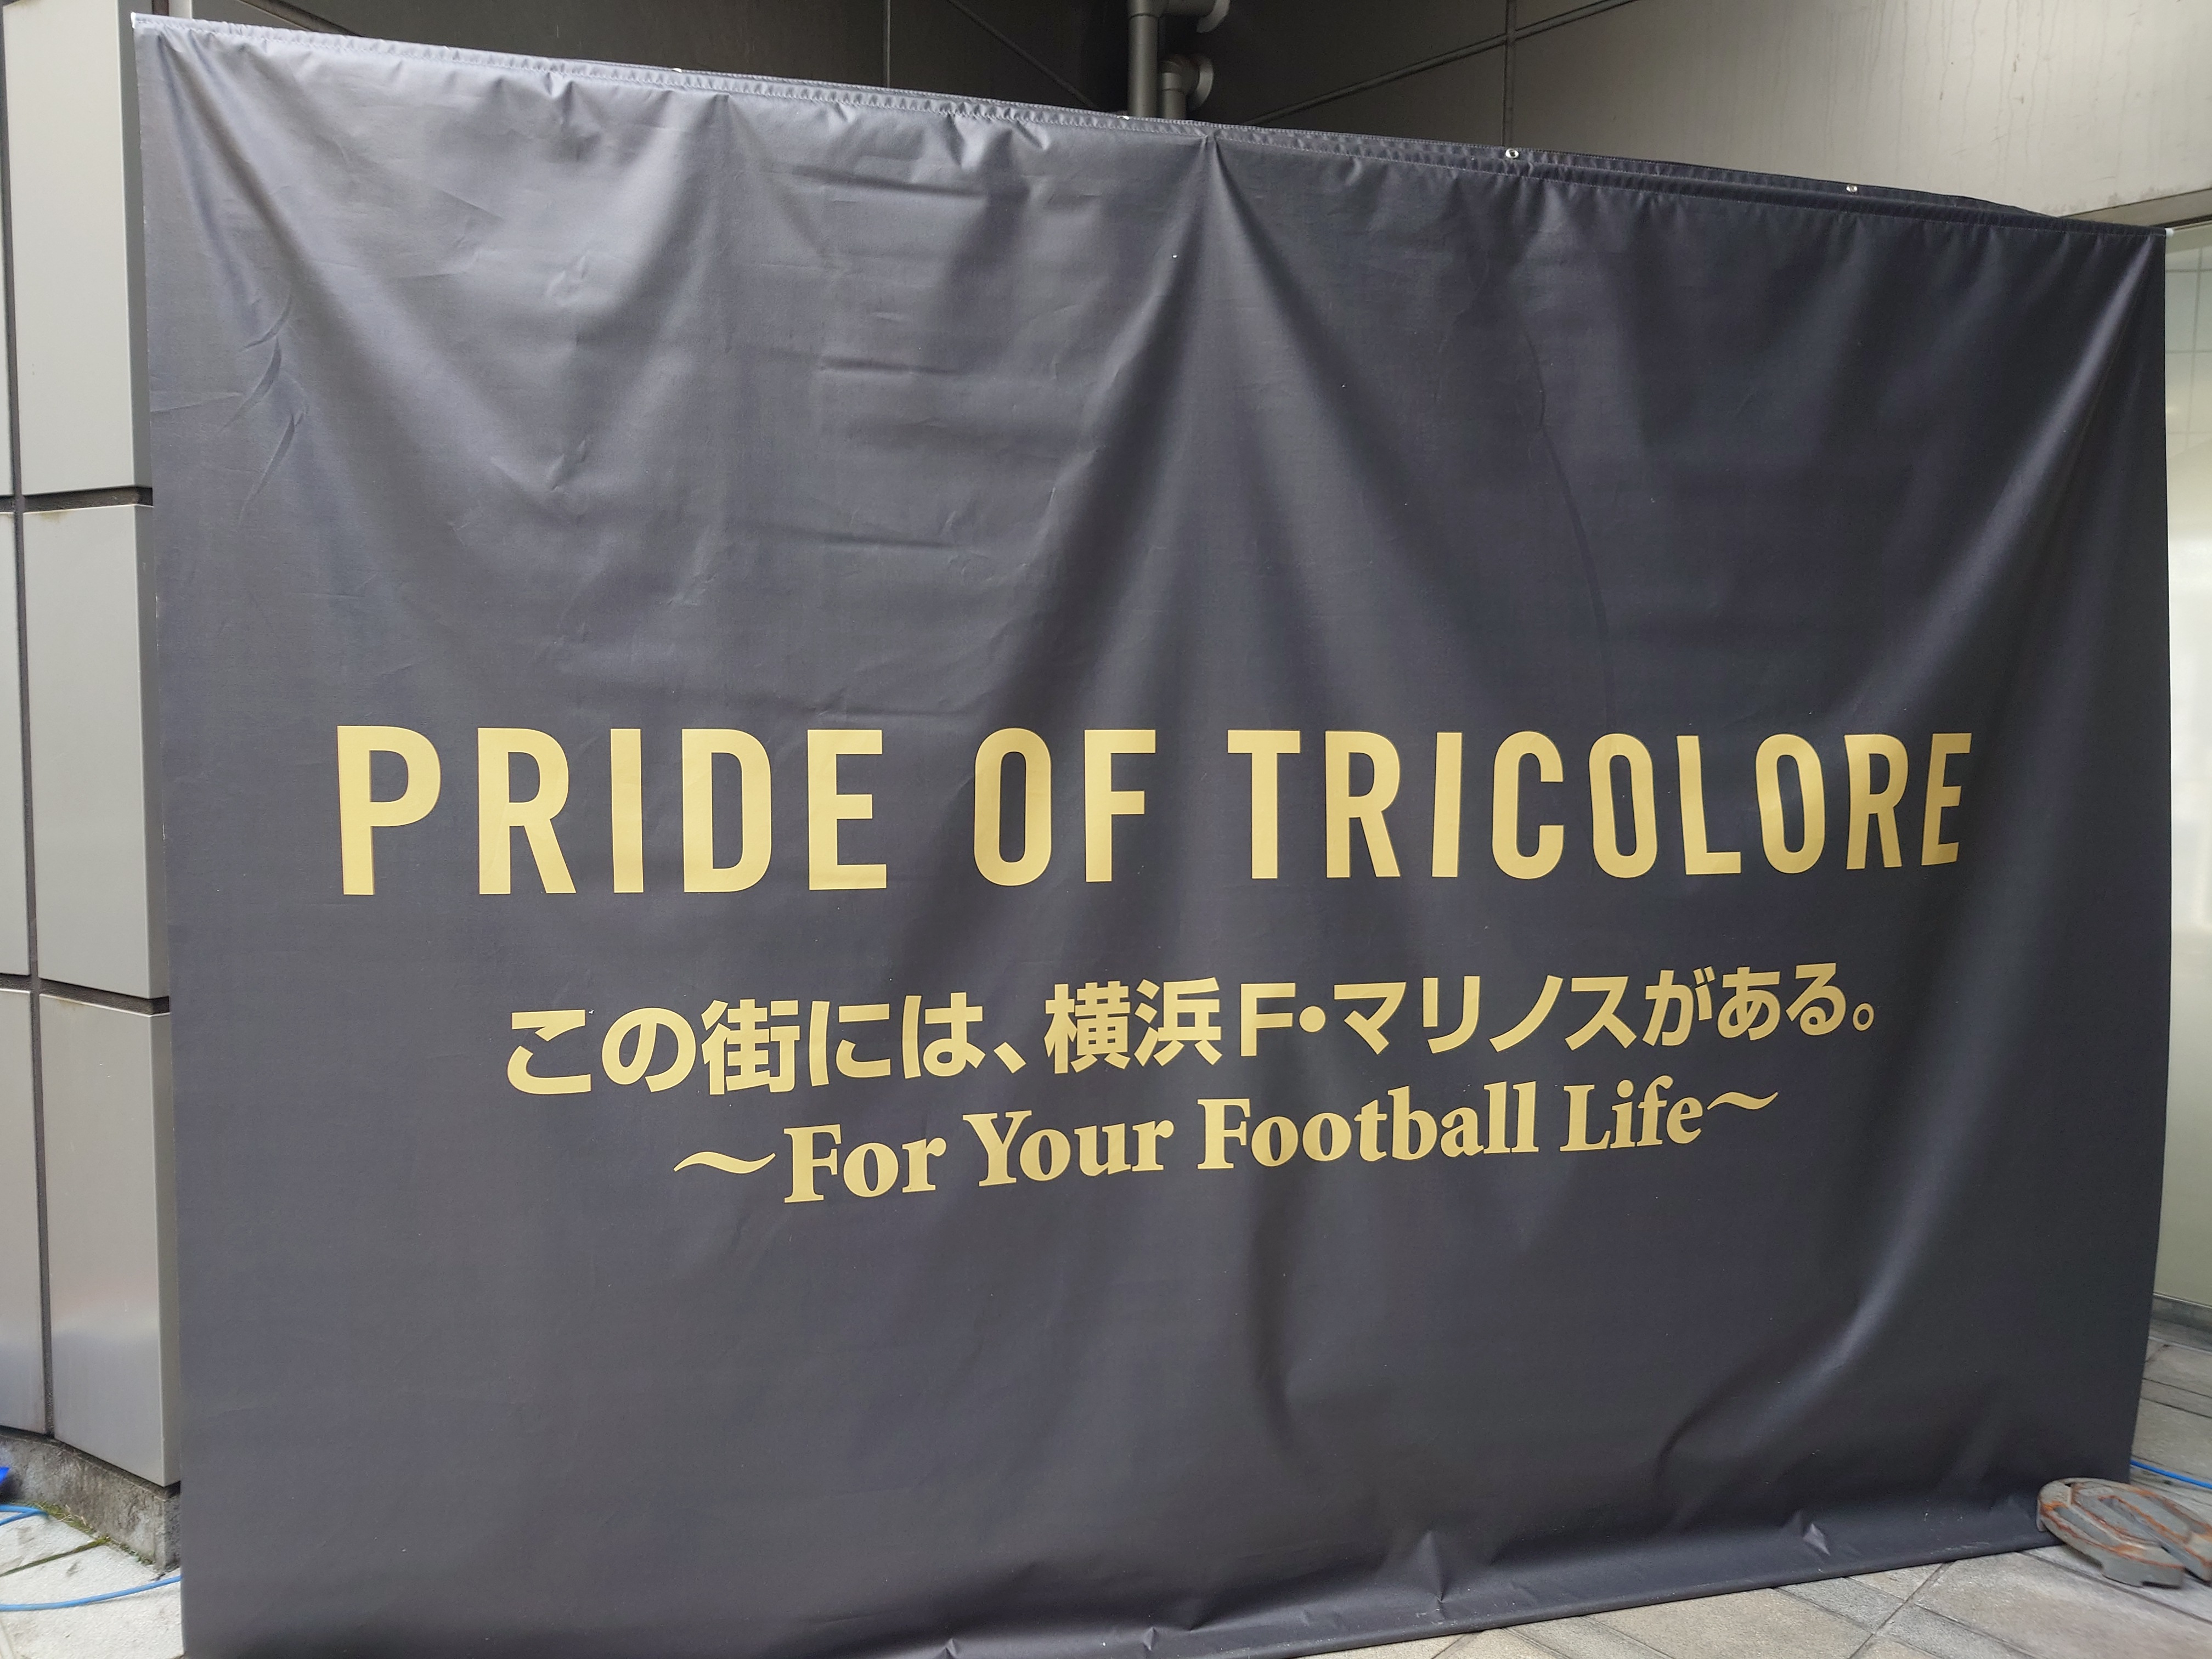 PRIDE OF TRICOLORE
この街には、横浜F・マリノスがある。
～For Your Football Life～